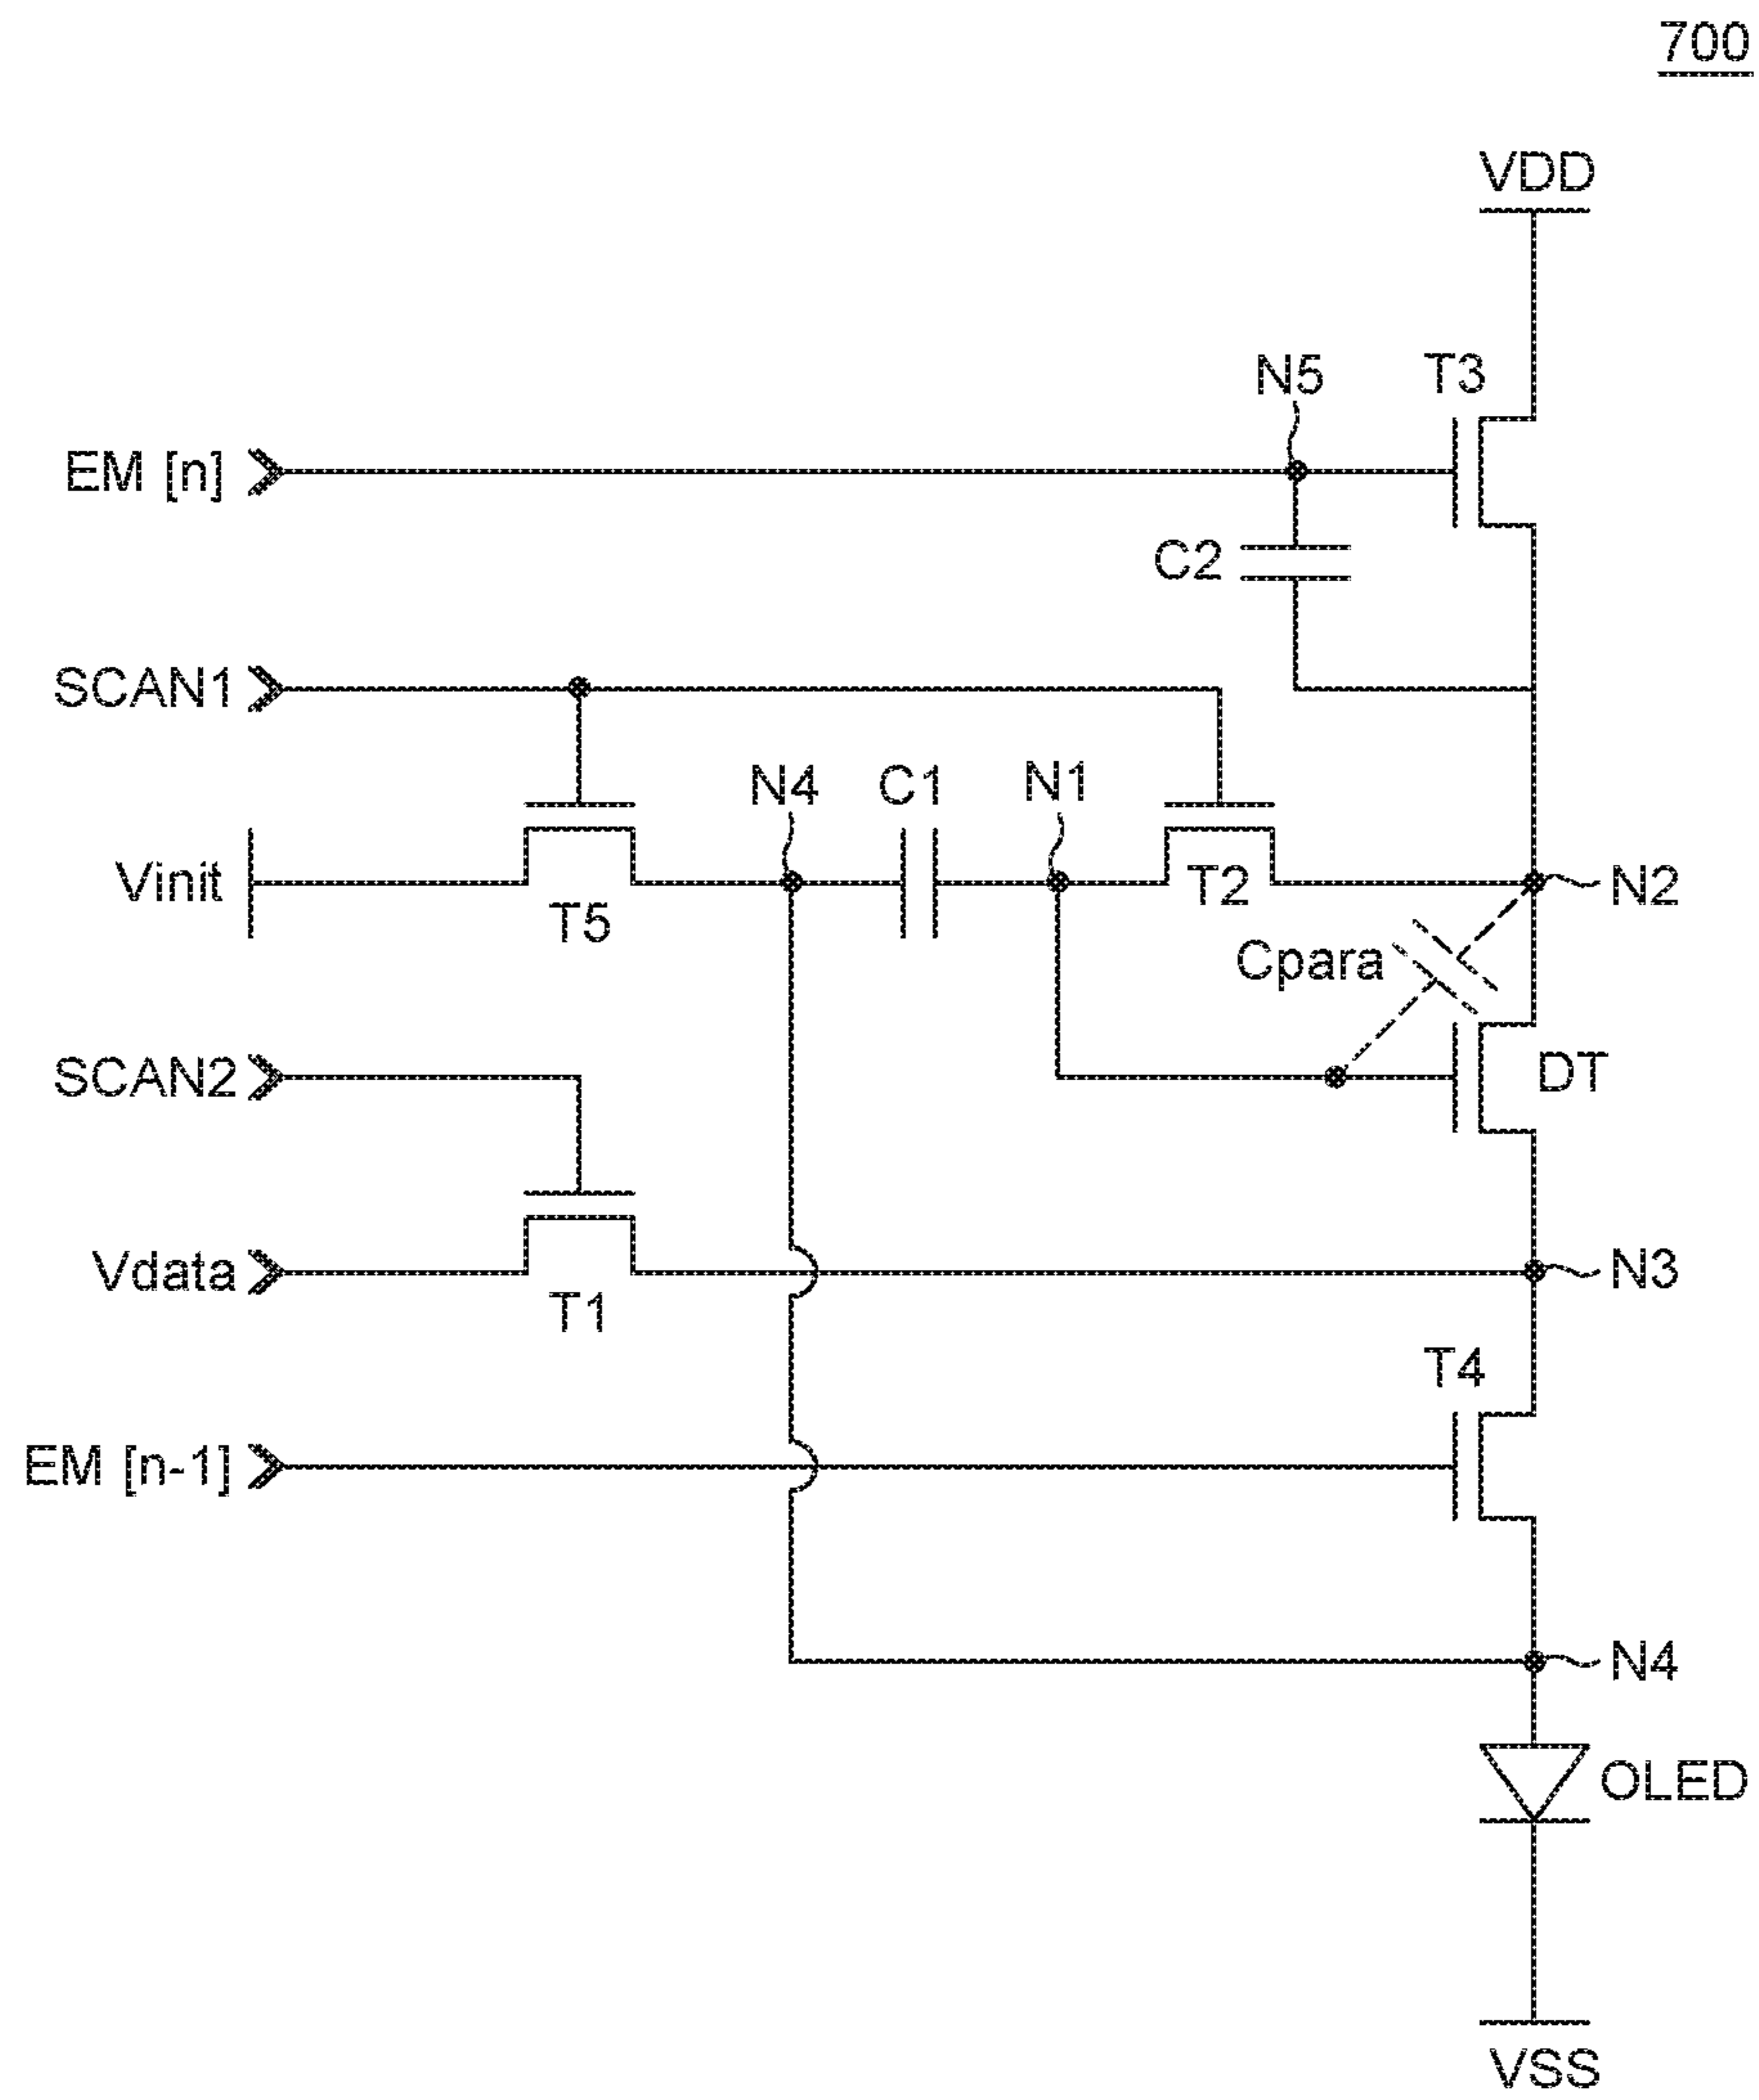 700
VDD
N5
T3
EM [n]
C2
SCAN1
N4
C1
N1
Vinit
T5
T2
N2
Cpara
SCAN2
DT
Vdata
T1
N3
T4
EM [n-1]
N4
OLED
VSS